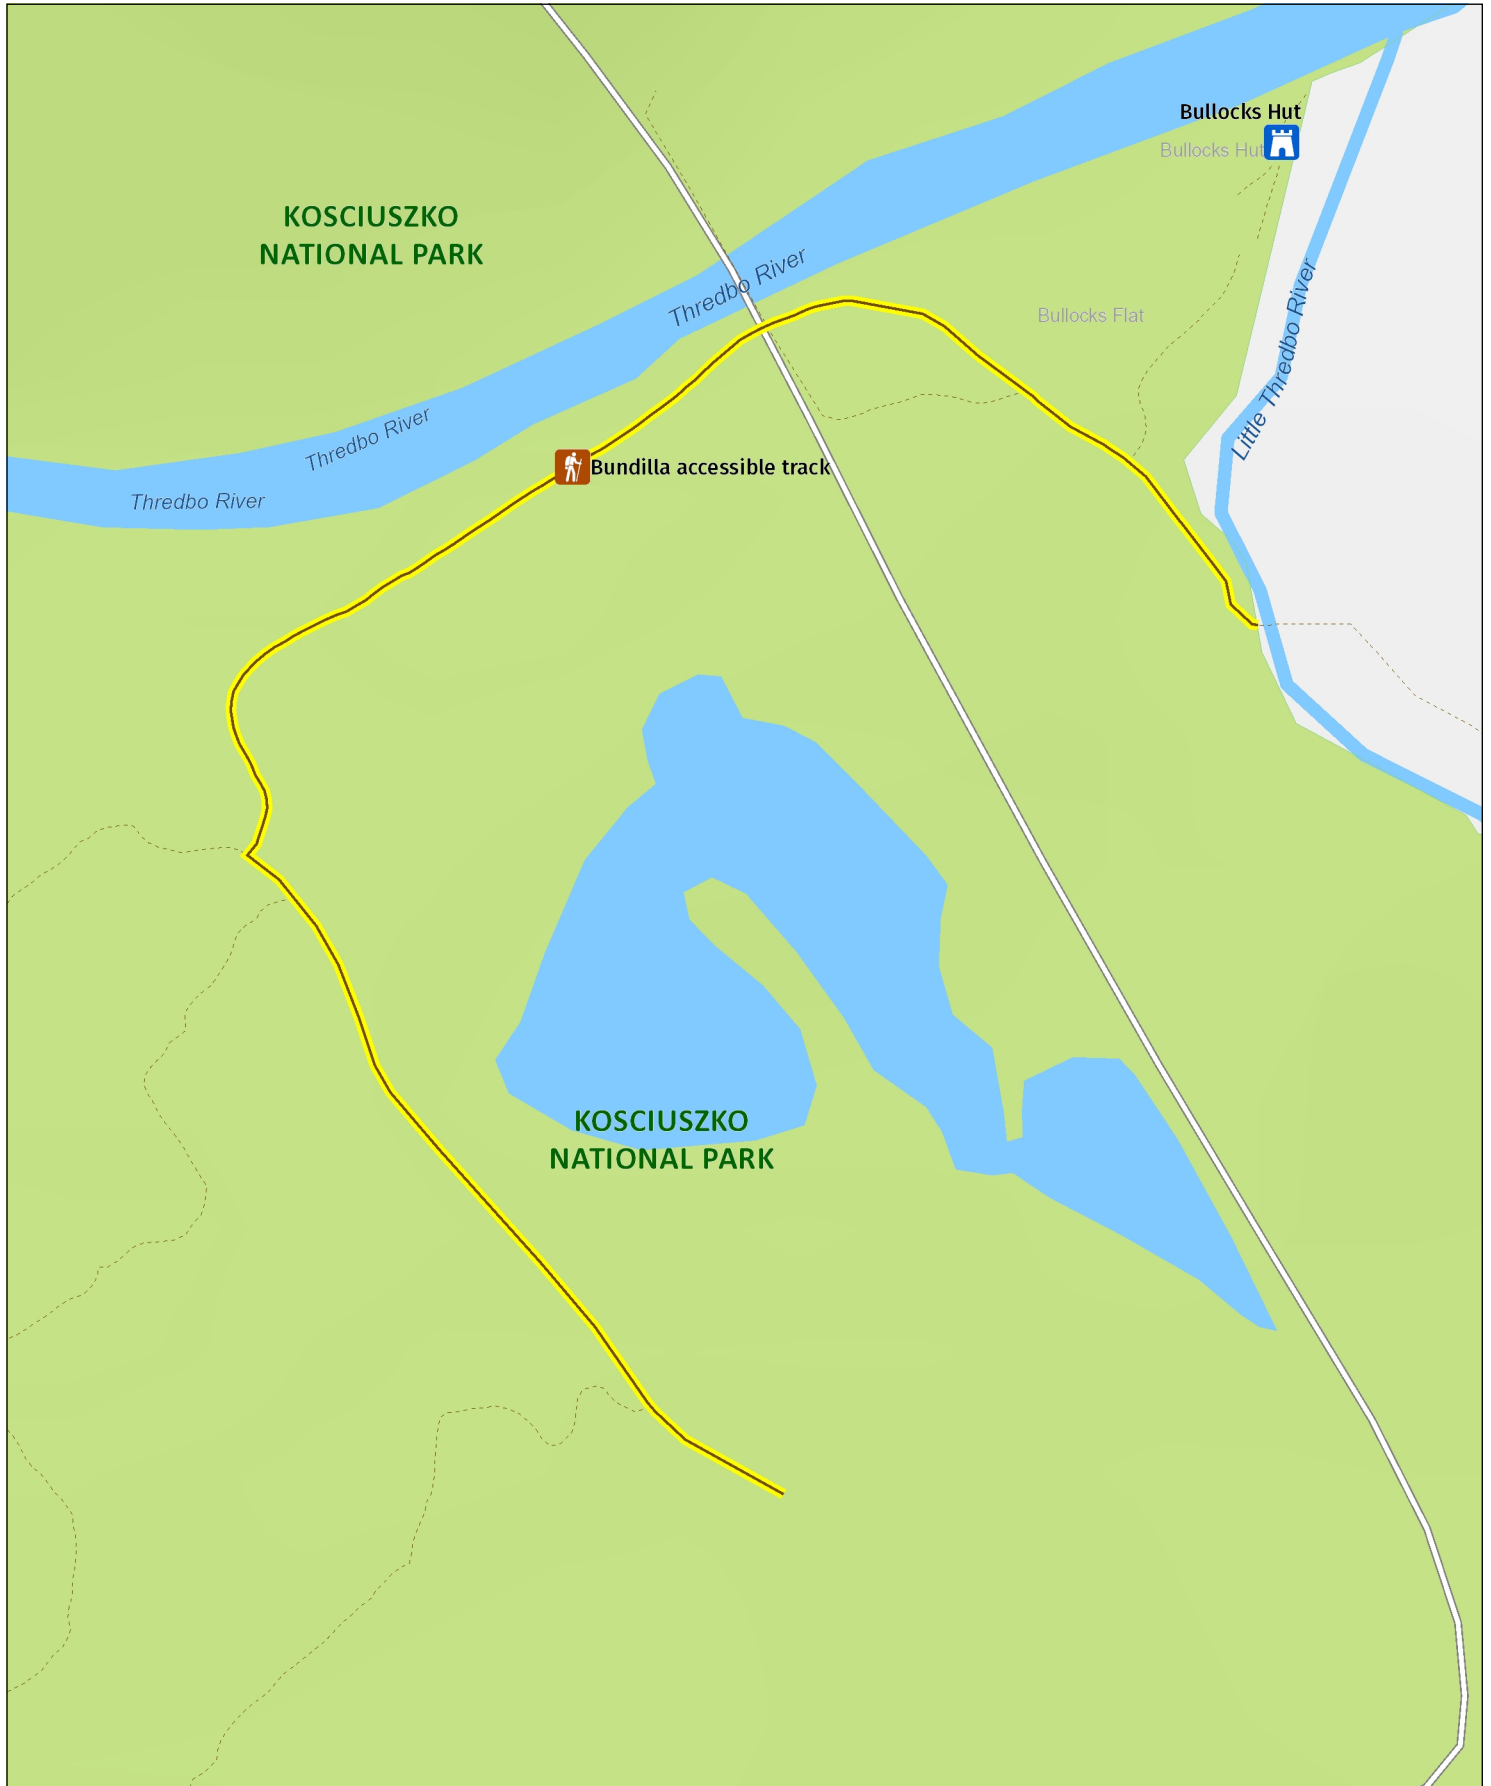 Bullocks Hut
Bullocks Hut
KOSCIUSZKO
NATIONAL PARK
Thredbo River
Bullocks Flat
Little Thredbo River
Thredbo River
Bundilla accessible track
Thredbo River
KOSCIUSZKO
NATIONAL PARK